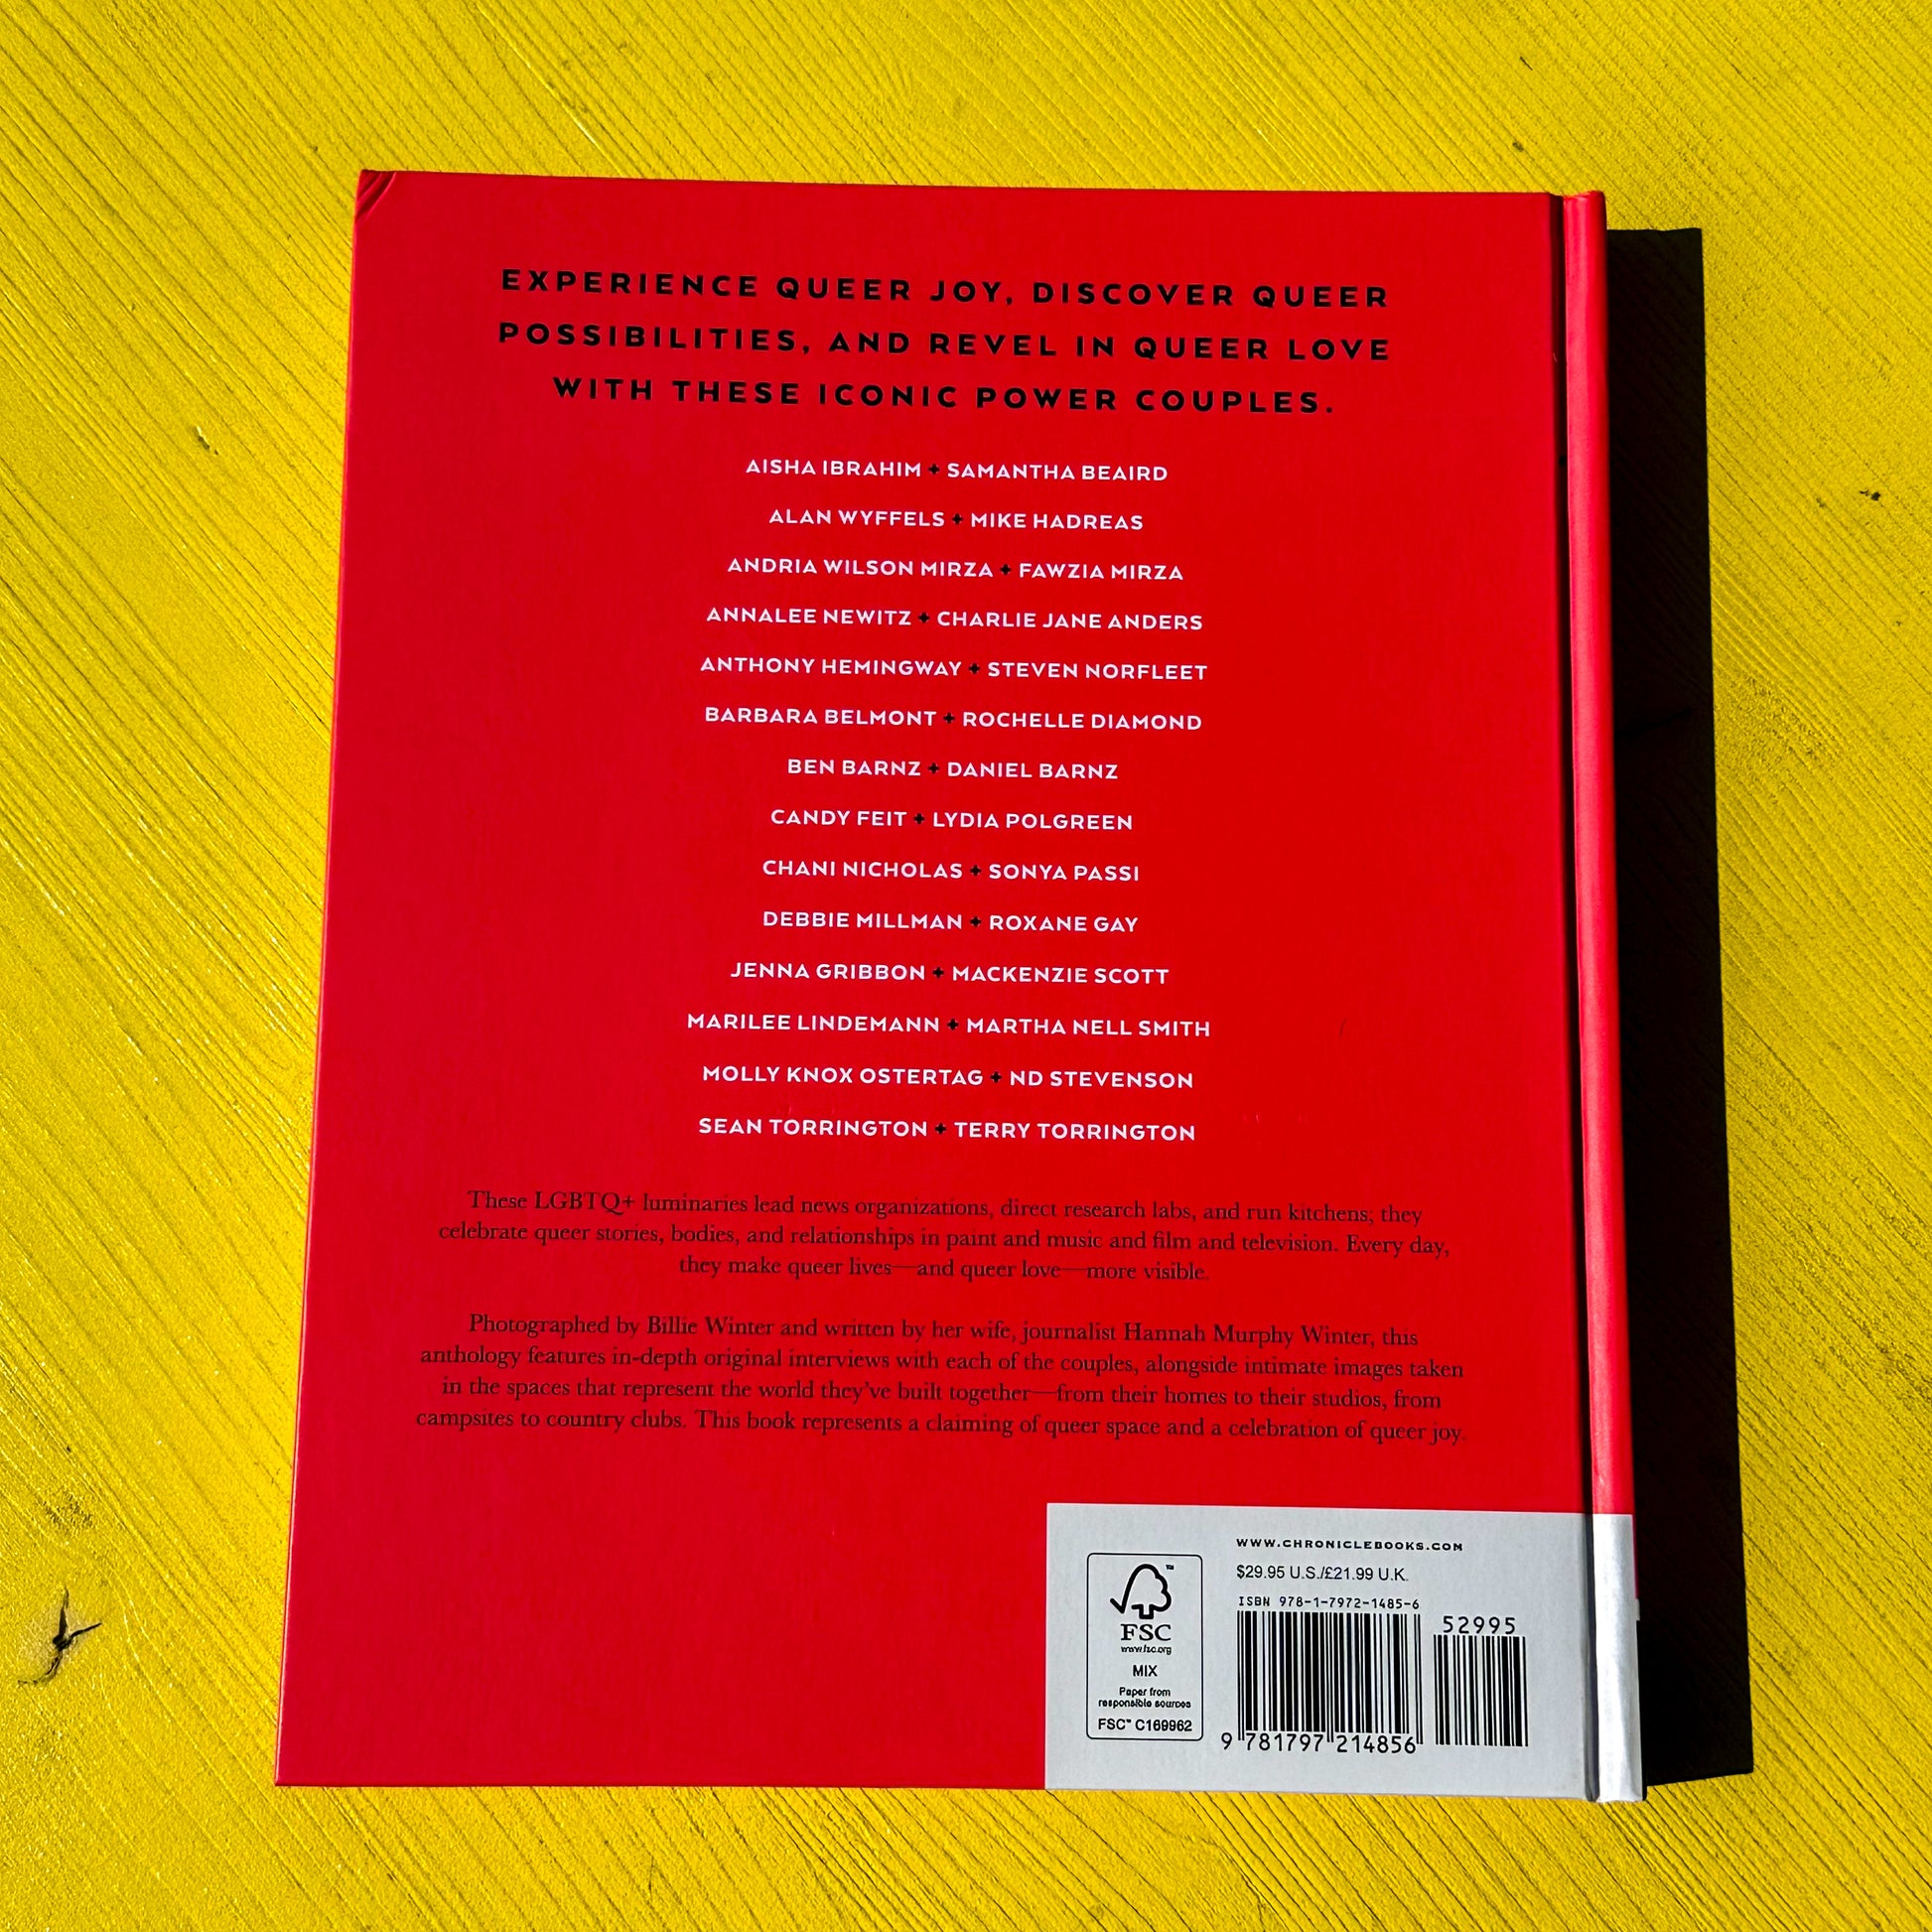 EXPERIENCE QUEER JOY, DISCOVER QUEER
POSSIBILITIES, AND REVEL IN QUEER LOVE
WITH THESE ICONIC POWER COUPLES.
AISHA IBRAHIM + SAMANTHA BEAIRD
ALAN WYFFELS + MIKE HADREAS
ANDRIA WILSON MIRZA + FAWZIA MIRZA
ANNALEE NEWITZ + CHARLIE JANE ANDERS
ANTHONY HEMINGWAY + STEVEN NORFLEET
BARBARA BELMONT + ROCHELLE DIAMOND
BEN BARNZ + DANIEL BARNZ
CANDY FEIT + LYDIA POLGREEN
CHANI NICHOLAS + SONYA PASSI
DEBBIE MILLMAN + ROXANE GAY
JENNA GRIBBON + MACKENZIE SCOTT
MARILEE LINDEMANN + MARTHA NELL SMITH
MOLLY KNOX OSTERTAG + ND STEVENSON
SEAN TORRINGTON + TERRY TORRINGTON
These LGBTQ+ luminaries lead news organizations, direct research labs, and run kitchens; they
celebrate queer stories, bodies, and relationships in paint and music and film and television. Every day,
they make queer lives—and queer love—more visible.
Photographed by Billie Winter and written by her wife, journalist Hannah Murphy Winter, this
anthology features in-depth original interviews with each of the couples, alongside intimate images taken
in the spaces that represent the world they've built together—from their homes to their studios, from
campsites to country clubs. This book represents a claiming of queer space and a celebration of queer joy.
WWW.CHRONICLEBOOKS.COM
$29.95 U.S./£21.99 U.K.
ISBN 978-1-7972-1485-6
52995
9 781797 214856
FSC™
www.fsc.org
MIX
Paper from
responsible sources
FSC™ C169962